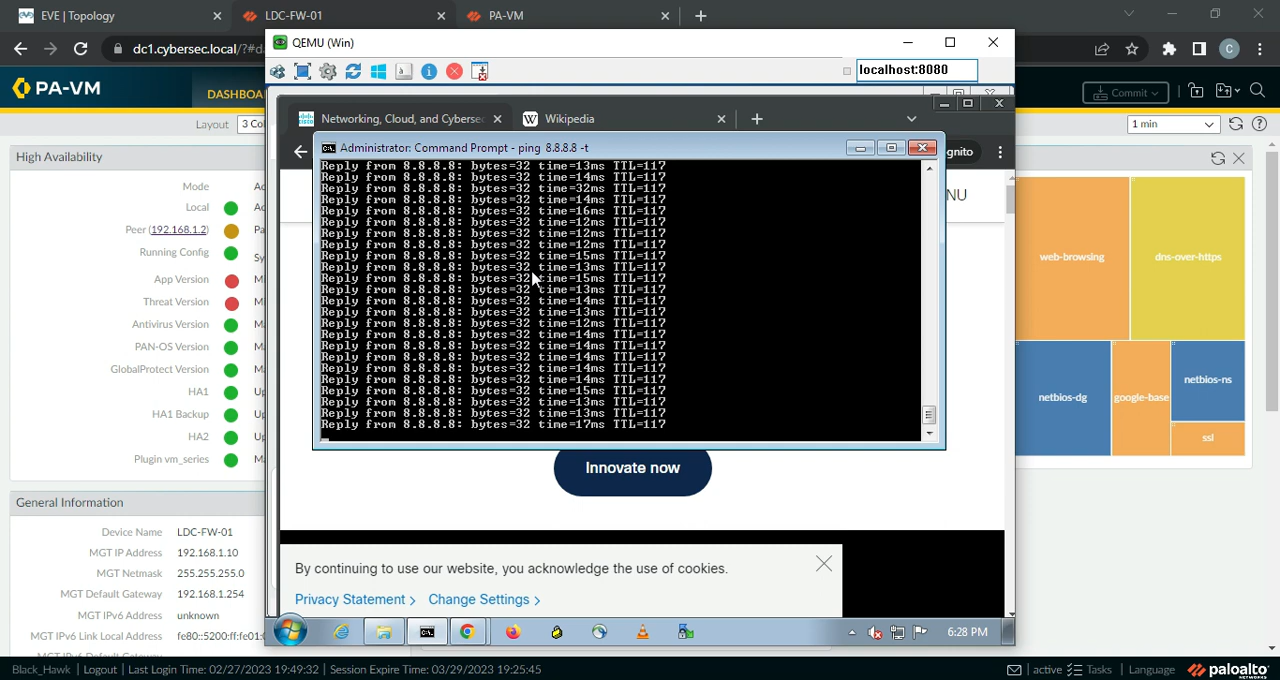 EVE | Topology
LDC-FW-01
PA-VM
dc1.cybersec.local/?#d
QEMU (Win)
localhost:8080
PA-VM
DASHBOA
Commit
Layout
3 Co
1 min
Networking, Cloud, and Cyberse
Wikipedia
gnito
NU
Administrator: Command Prompt - ping 8.8.8.8 -t
Reply from 8.8.8.8: bytes=32 time=13ms TTL=117
Reply from 8.8.8.8: bytes=32 time=14ms TTL=117
Reply from 8.8.8.8: bytes=32 time=32ms TTL=117
Reply from 8.8.8.8: bytes=32 time=14ms TTL=117
Reply from 8.8.8.8: bytes=32 time=16ms TTL=117
Reply from 8.8.8.8: bytes=32 time=12ms TTL=117
Reply from 8.8.8.8: bytes=32 time=12ms TTL=117
Reply from 8.8.8.8: bytes=32 time=12ms TTL=117
Reply from 8.8.8.8: bytes=32 time=15ms TTL=117
Reply from 8.8.8.8: bytes=32 time=13ms TTL=117
Reply from 8.8.8.8: bytes=32 time=15ms TTL=117
Reply from 8.8.8.8: bytes=32 time=13ms TTL=117
Reply from 8.8.8.8: bytes=32 time=14ms TTL=117
Reply from 8.8.8.8: bytes=32 time=13ms TTL=117
Reply from 8.8.8.8: bytes=32 time=12ms TTL=117
Reply from 8.8.8.8: bytes=32 time=14ms TTL=117
Reply from 8.8.8.8: bytes=32 time=14ms TTL=117
Reply from 8.8.8.8: bytes=32 time=14ms TTL=117
Reply from 8.8.8.8: bytes=32 time=14ms TTL=117
Reply from 8.8.8.8: bytes=32 time=14ms TTL=117
Reply from 8.8.8.8: bytes=32 time=15ms TTL=117
Reply from 8.8.8.8: bytes=32 time=13ms TTL=117
Reply from 8.8.8.8: bytes=32 time=13ms TTL=117
Reply from 8.8.8.8: bytes=32 time=17ms TTL=117
High Availability
Mode
Local
Peer (192.168.1.2)
Running Config
App Version
Threat Version
Antivirus Version
PAN-OS Version
GlobalProtect Version
HA1
HA1 Backup
HA2
Plugin vm_series
web-browsing
dns-over-https
netbios-dg
google-base
netbios-ns
ssl
General Information
Device Name LDC-FW-01
MGT IP Address 192.168.1.10
MGT Netmask 255.255.255.0
MGT Default Gateway 192.168.1.254
MGT IPv6 Address unknown
MGT IPv6 Link Local Address fe80::5200:ff:fe01:
Innovate now
By continuing to use our website, you acknowledge the use of cookies.
Privacy Statement >
Change Settings >
6:28 PM
Black_Hawk | Logout | Last Login Time: 02/27/2023 19:49:32 | Session Expire Time: 03/29/2023 19:25:45
active
Tasks
Language
paloalto
NETWORKS